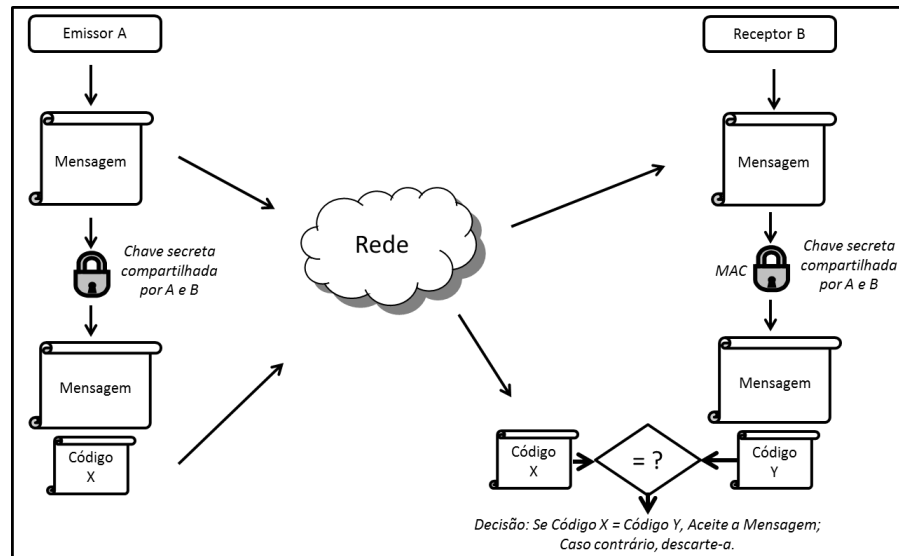 Emissor A
Mensagem
Chave secreta
compartilhada
por A e B
Mensagem
Código
X
Rede
Receptor B
Mensagem
MAC
Chave secreta
compartilhada
por A e B
Mensagem
Código
X
= ?
Código
Y
Decisão: Se Código X = Código Y, Aceite a Mensagem;
Caso contrário, descarte-a.